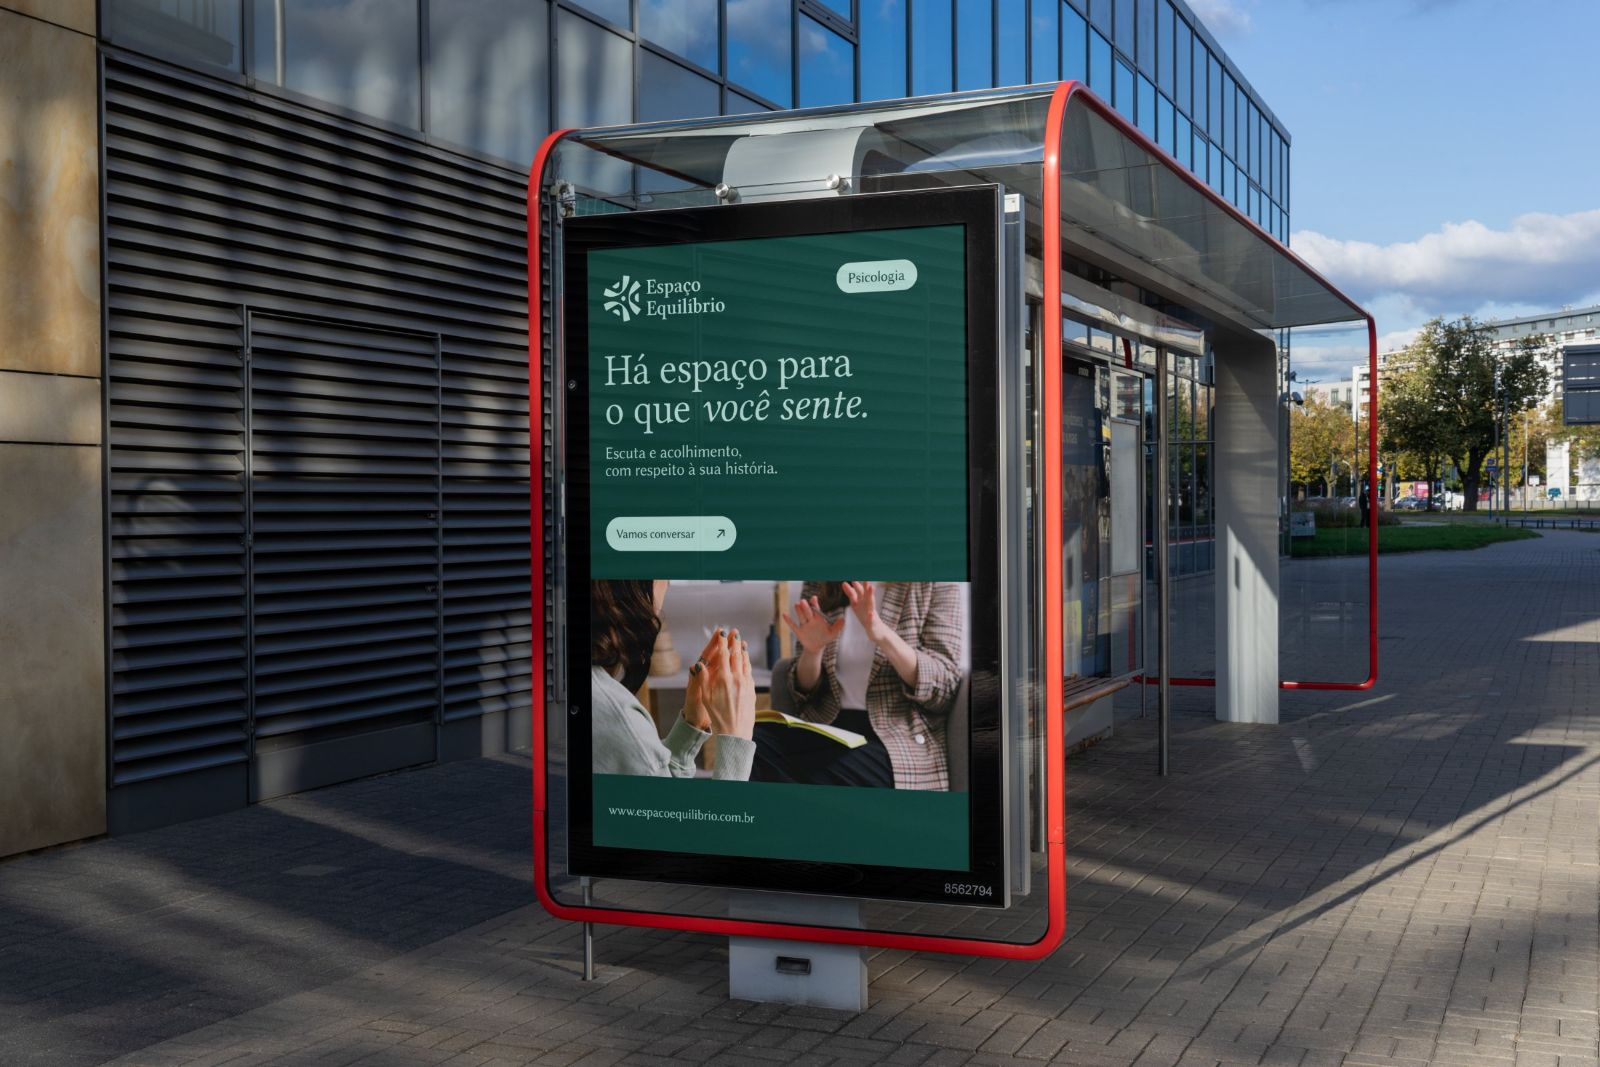 Espaço
Equilíbrio
Psicologia
Há espaço para
o que você sente.
Escuta e acolhimento,
com respeito à sua história.
Vamos conversar
www.espacoequilibrio.com.br
8562794